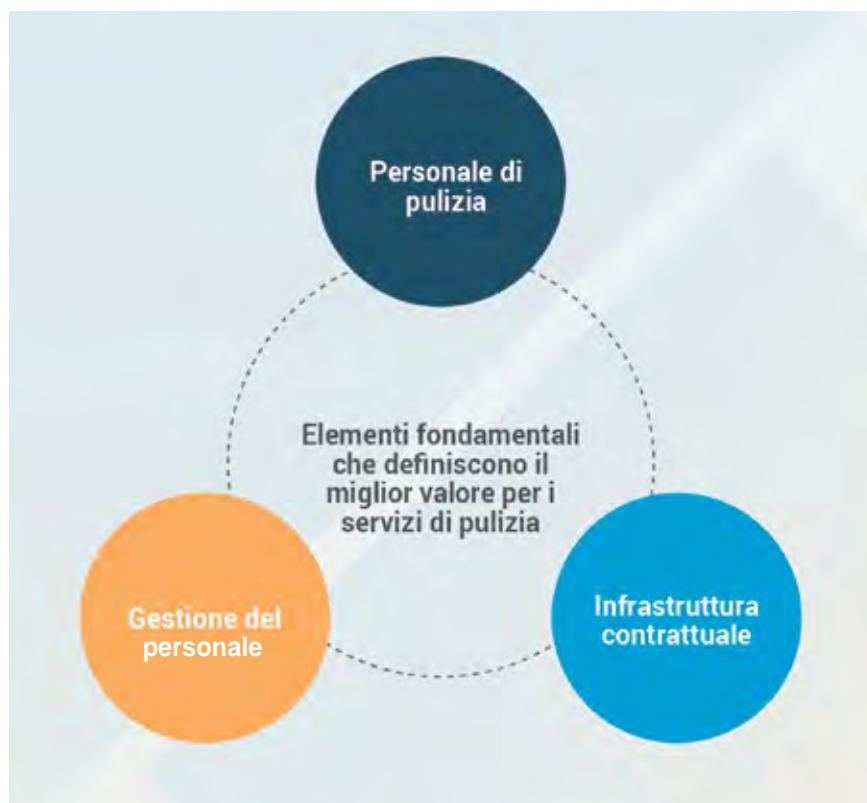 Personale di
pulizia
Elementi fondamentali
che definiscono il
miglior valore per i
servizi di pulizia
Gestione del
personale
Infrastruttura
contrattuale